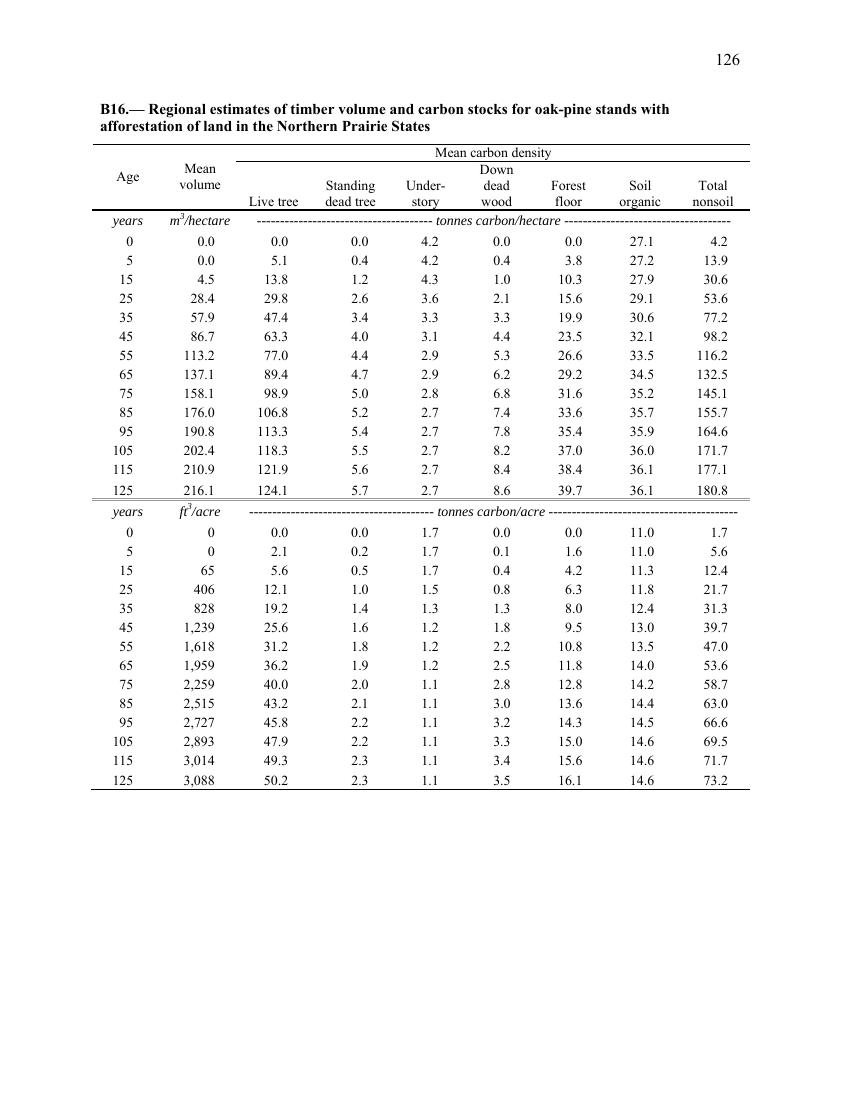 126
B16.— Regional estimates of timber volume and carbon stocks for oak-pine stands with
afforestation of land in the Northern Prairie States
Mean carbon density
Age Mean volume Live tree Standing dead tree Under-story Down dead wood Forest floor Soil organic Total nonsoil
years m³/hectare ------------------------------------- tonnes carbon/hectare -----------------------------------
0 0.0 0.0 0.0 4.2 0.0 0.0 27.1 4.2
5 0.0 5.1 0.4 4.2 0.4 3.8 27.2 13.9
15 4.5 13.8 1.2 4.3 1.0 10.3 27.9 30.6
25 28.4 29.8 2.6 3.6 2.1 15.6 29.1 53.6
35 57.9 47.4 3.4 3.3 3.3 19.9 30.6 77.2
45 86.7 63.3 4.0 3.1 4.4 23.5 32.1 98.2
55 113.2 77.0 4.4 2.9 5.3 26.6 33.5 116.2
65 137.1 89.4 4.7 2.9 6.2 29.2 34.5 132.5
75 158.1 98.9 5.0 2.8 6.8 31.6 35.2 145.1
85 176.0 106.8 5.2 2.7 7.4 33.6 35.7 155.7
95 190.8 113.3 5.4 2.7 7.8 35.4 35.9 164.6
105 202.4 118.3 5.5 2.7 8.2 37.0 36.0 171.7
115 210.9 121.9 5.6 2.7 8.4 38.4 36.1 177.1
125 216.1 124.1 5.7 2.7 8.6 39.7 36.1 180.8
years ft³/acre --------------------------------------- tonnes carbon/acre ----------------------------------------
0 0 0.0 0.0 1.7 0.0 0.0 11.0 1.7
5 0 2.1 0.2 1.7 0.1 1.6 11.0 5.6
15 65 5.6 0.5 1.7 0.4 4.2 11.3 12.4
25 406 12.1 1.0 1.5 0.8 6.3 11.8 21.7
35 828 19.2 1.4 1.3 1.3 8.0 12.4 31.3
45 1,239 25.6 1.6 1.2 1.8 9.5 13.0 39.7
55 1,618 31.2 1.8 1.2 2.2 10.8 13.5 47.0
65 1,959 36.2 1.9 1.2 2.5 11.8 14.0 53.6
75 2,259 40.0 2.0 1.1 2.8 12.8 14.2 58.7
85 2,515 43.2 2.1 1.1 3.0 13.6 14.4 63.0
95 2,727 45.8 2.2 1.1 3.2 14.3 14.5 66.6
105 2,893 47.9 2.2 1.1 3.3 15.0 14.6 69.5
115 3,014 49.3 2.3 1.1 3.4 15.6 14.6 71.7
125 3,088 50.2 2.3 1.1 3.5 16.1 14.6 73.2